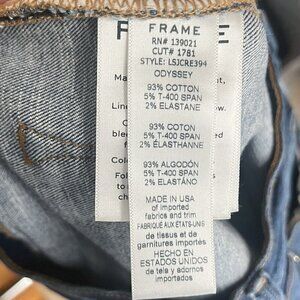 FRAME
RN# 139021
CUT# 1781
STYLE: LSJCRE394
ODYSSEY
93% COTTON
5% T-400 SPAN
2% ELASTANE
93% COTON
5% T-400 SPAN
2% ELASTHANNE
93% ALGODÓN
5% T-400 SPAN
2% ELASTÁNO
MADE IN USA
of imported
fabrics and trim
FABRIQUÉ AUX ÉTATS-UNIS
de tissus et de
garnitures importés
HECHO EN
ESTADOS UNIDOS
de tela y adornos
importados